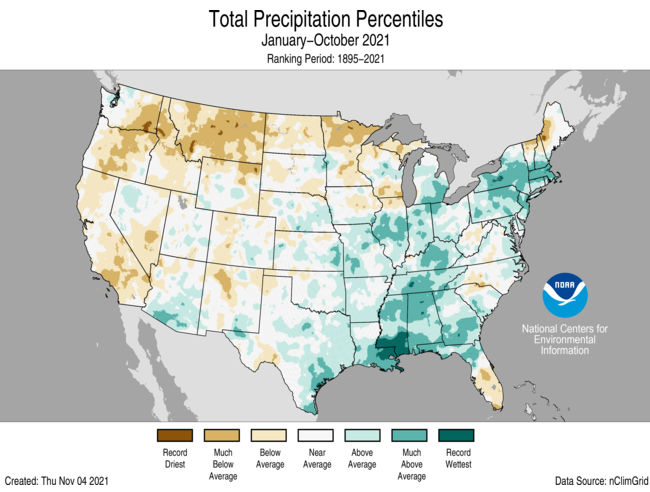 Total Precipitation Percentiles
January–October 2021
Ranking Period: 1895–2021
NOAA
National Centers for
Environmental
Information
Record
Driest
Much
Below
Average
Below
Average
Near
Average
Above
Average
Much
Above
Average
Record
Wettest
Created: Thu Nov 04 2021
Data Source: nClimGrid